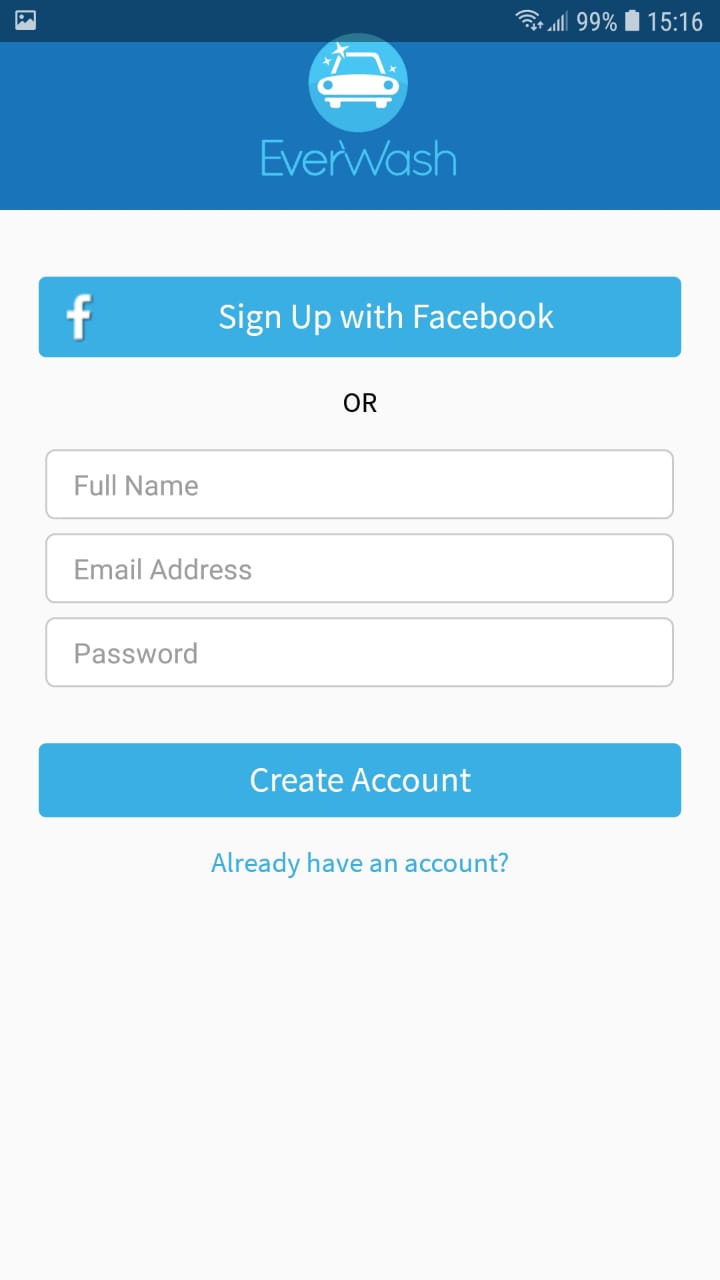 99% 15:16
EverWash
Sign Up with Facebook
OR
Full Name
Email Address
Password
Create Account
Already have an account?